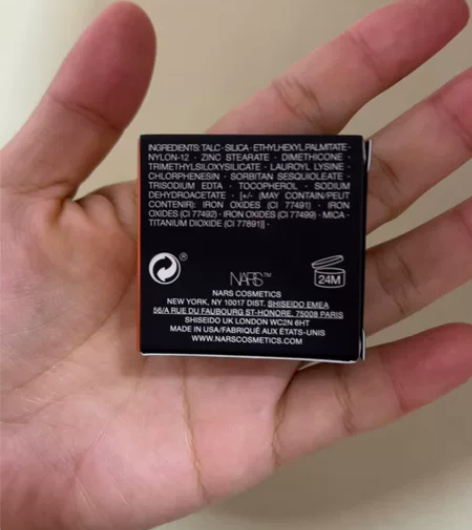 INGREDIENTS: TALC · SILICA · ETHYLHEXYL PALMITATE ·
NYLON-12 · ZINC STEARATE · DIMETHICONE ·
TRIMETHYLSILOXYSILICATE · LAUROYL LYSINE ·
CHLORPHENESIN · SORBITAN SESQUIOLEATE ·
TRISODIUM EDTA · TOCOPHEROL · SODIUM
DEHYDROACETATE · [+/- (MAY CONTAIN/PEUT
CONTENIR): IRON OXIDES (CI 77491) · IRON
OXIDES (CI 77492) · IRON OXIDES (CI 77499) · MICA ·
TITANIUM DIOXIDE (CI 77891)] ·
®
NARS™
24M
NARS COSMETICS
NEW YORK, NY 10017 DIST. SHISEIDO EMEA
56/A RUE DU FAUBOURG ST-HONORE, 75008 PARIS
SHISEIDO UK LONDON WC2N 6HT
MADE IN USA/FABRIQUÉ AUX ÉTATS-UNIS
WWW.NARSCOSMETICS.COM